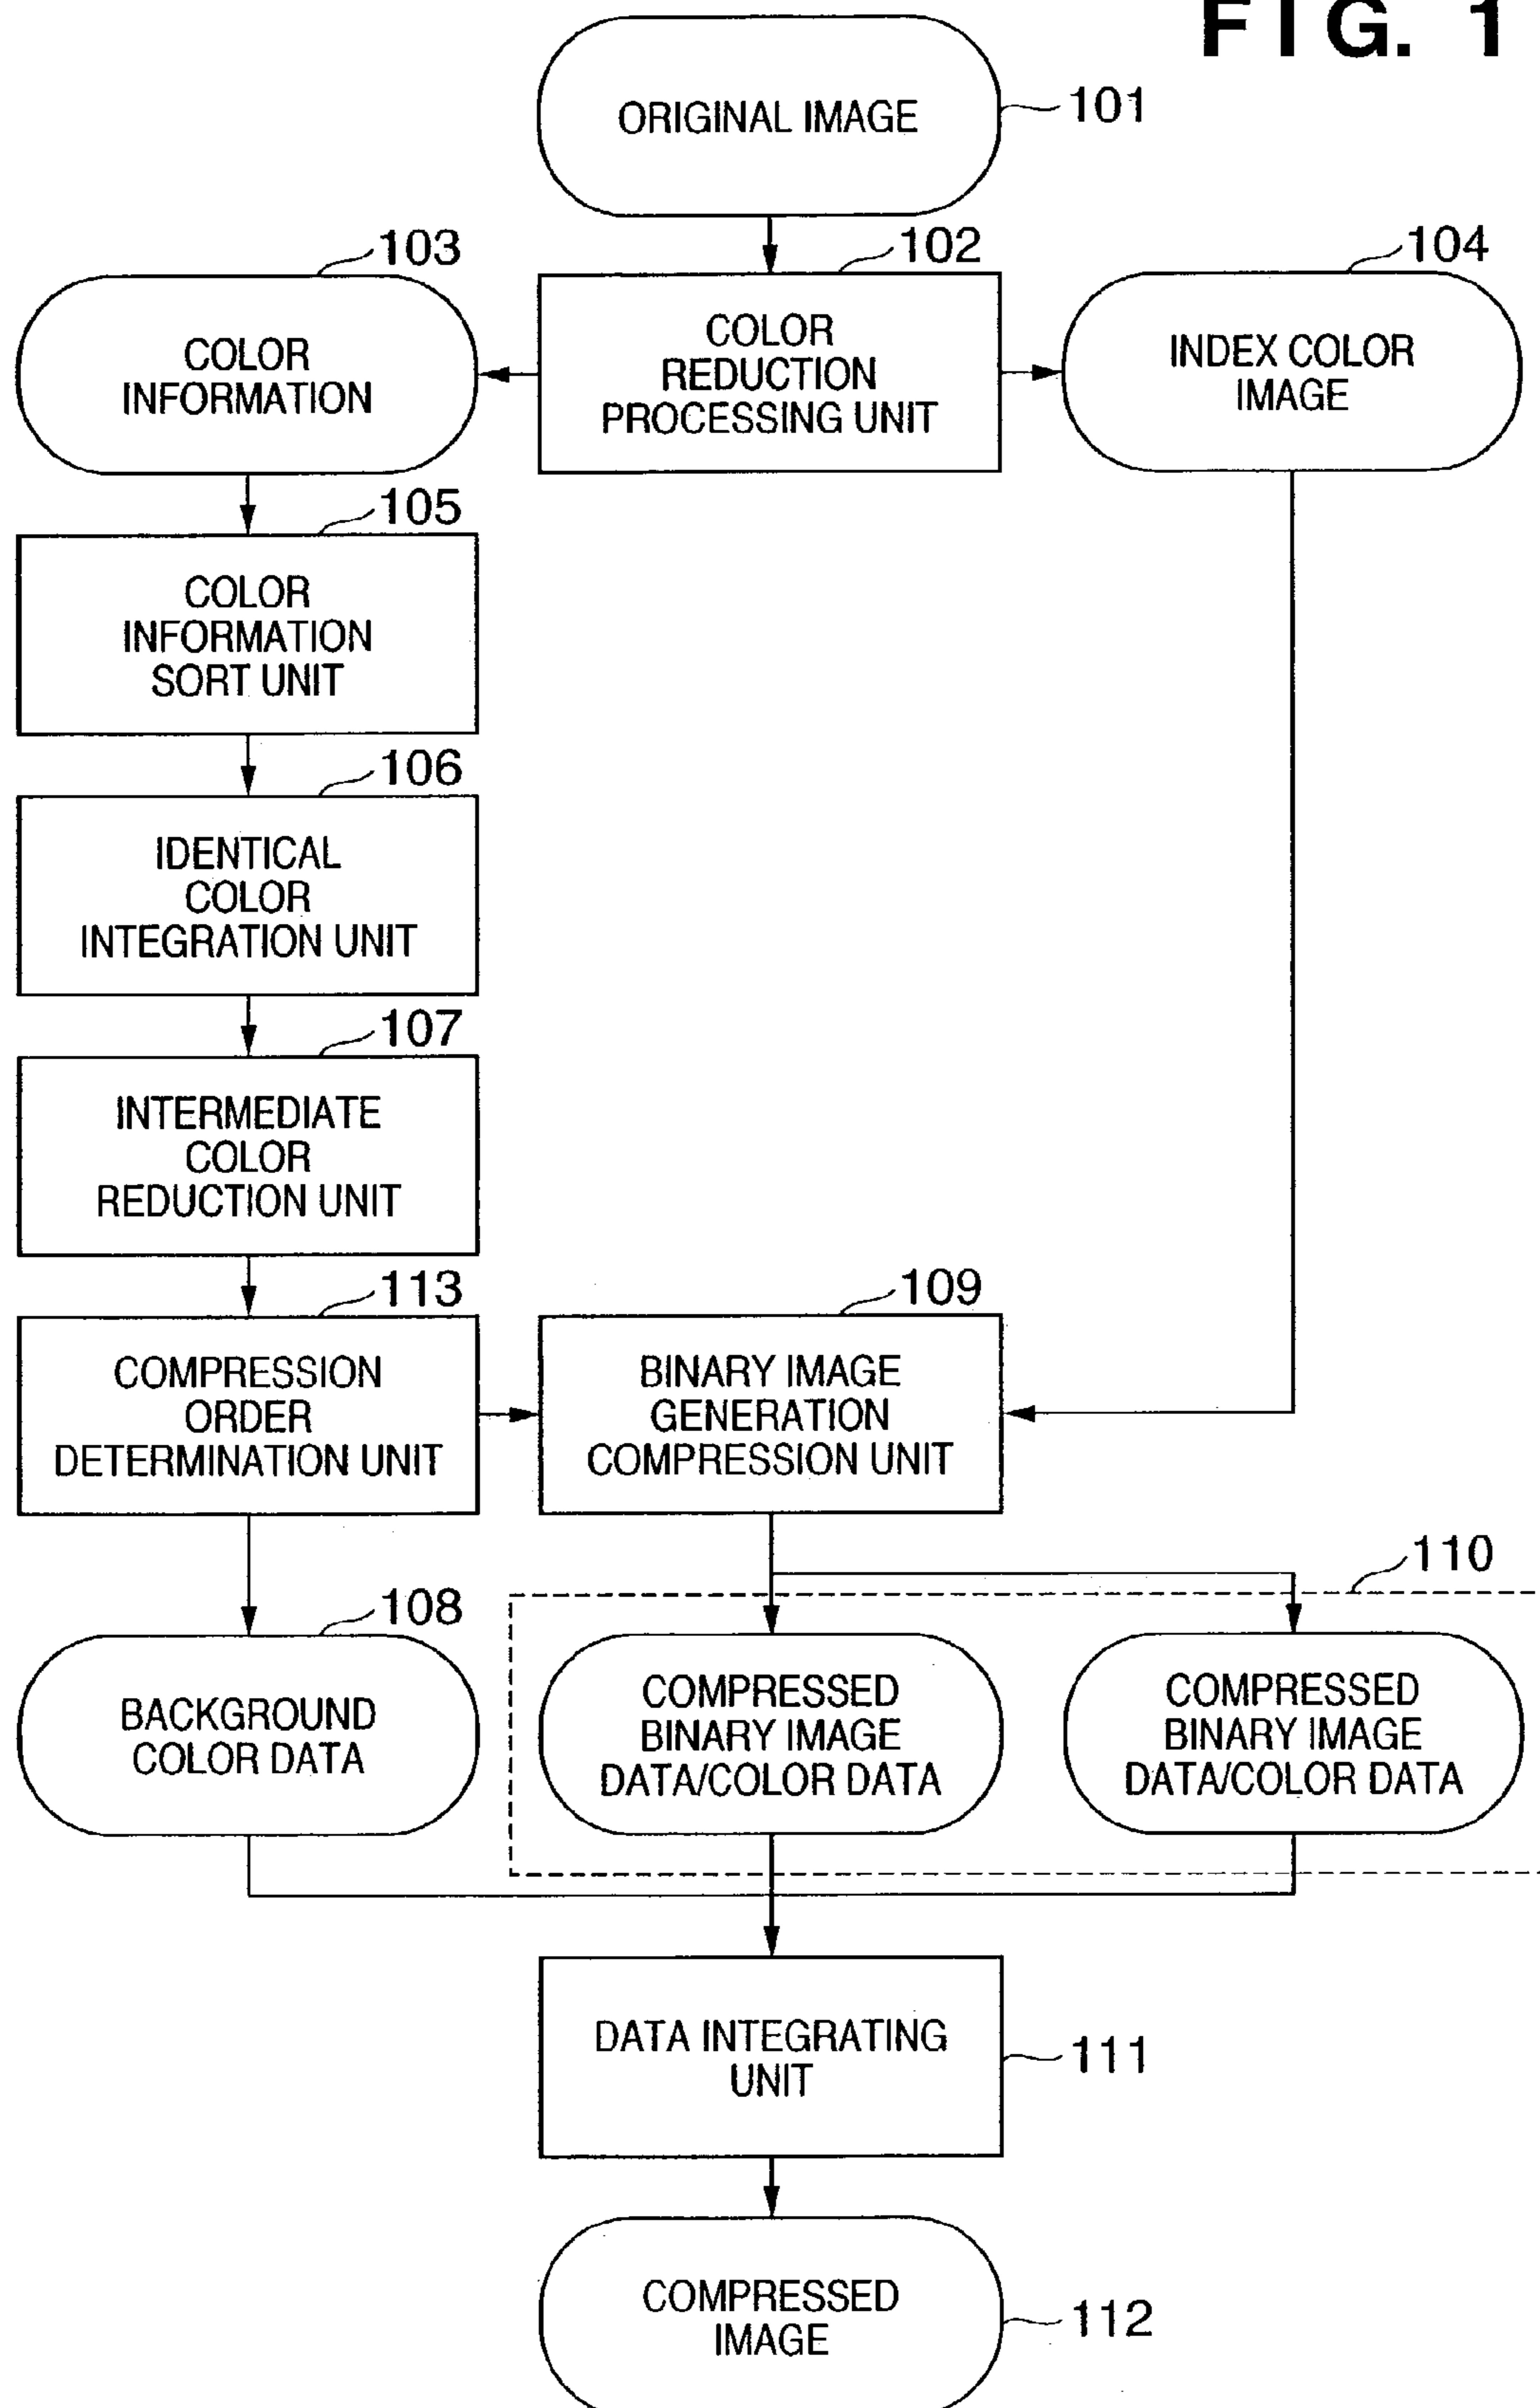 FIG. 1
ORIGINAL IMAGE
101
103
102
104
COLOR
INFORMATION
COLOR
REDUCTION
PROCESSING UNIT
INDEX COLOR
IMAGE
105
COLOR
INFORMATION
SORT UNIT
106
IDENTICAL
COLOR
INTEGRATION UNIT
107
INTERMEDIATE
COLOR
REDUCTION UNIT
113
109
COMPRESSION
ORDER
DETERMINATION UNIT
BINARY IMAGE
GENERATION
COMPRESSION UNIT
110
108
BACKGROUND
COLOR DATA
COMPRESSED
BINARY IMAGE
DATA/COLOR DATA
COMPRESSED
BINARY IMAGE
DATA/COLOR DATA
DATA INTEGRATING
UNIT
111
COMPRESSED
IMAGE
112